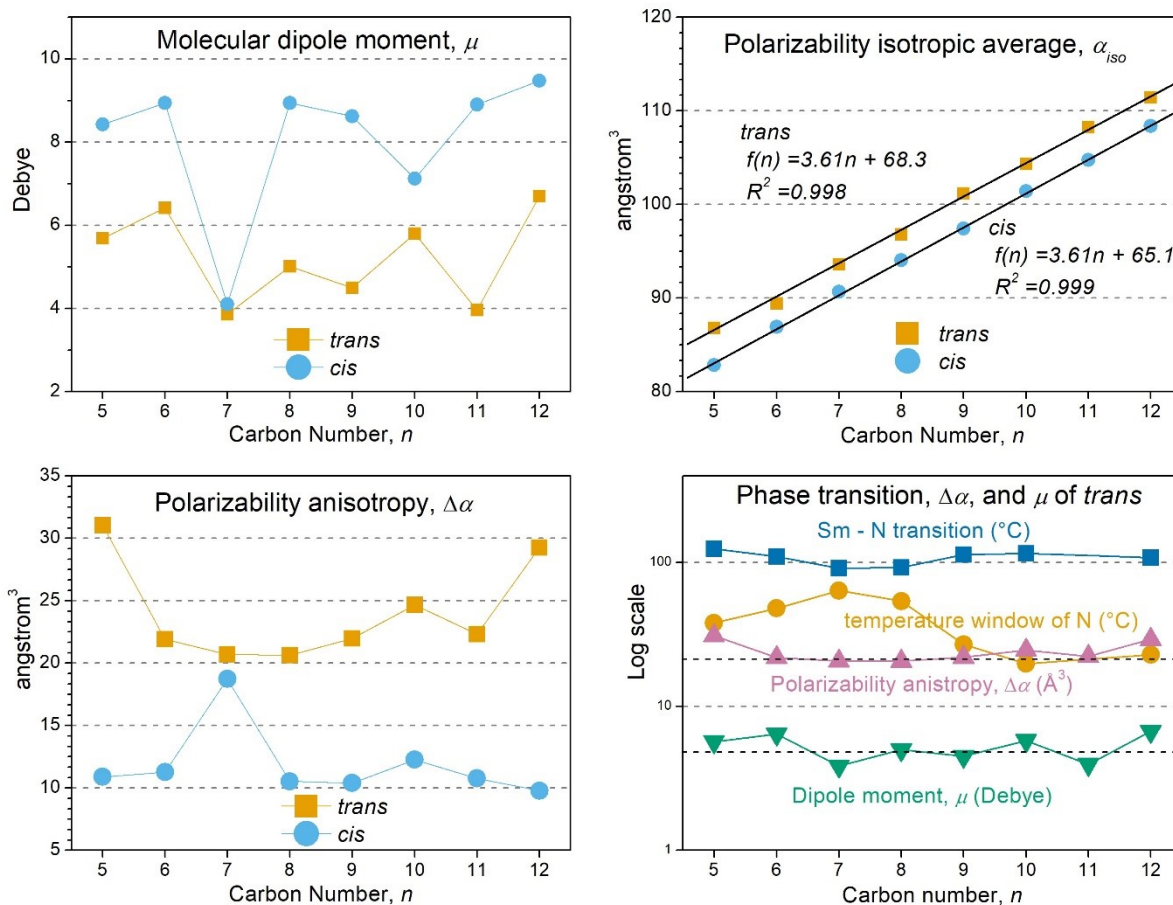 Molecular dipole moment, μ
Debye
10
8
6
4
2
trans
cis
5 6 7 8 9 10 11 12
Carbon Number, n
Polarizability isotropic average, α_iso
angstrom³
120
110
100
90
80
trans
f(n) =3.61n + 68.3
R² =0.998
cis
f(n) =3.61n + 65.1
R² =0.999
trans
cis
5 6 7 8 9 10 11 12
Carbon Number, n
Polarizability anisotropy, Δα
angstrom³
35
30
25
20
15
10
5
trans
cis
5 6 7 8 9 10 11 12
Carbon Number, n
Phase transition, Δα, and μ of trans
Log scale
100
10
1
Sm - N transition (°C)
temperature window of N (°C)
Polarizability anistropy, Δα (Å³)
Dipole moment, μ (Debye)
5 6 7 8 9 10 11 12
Carbon number, n